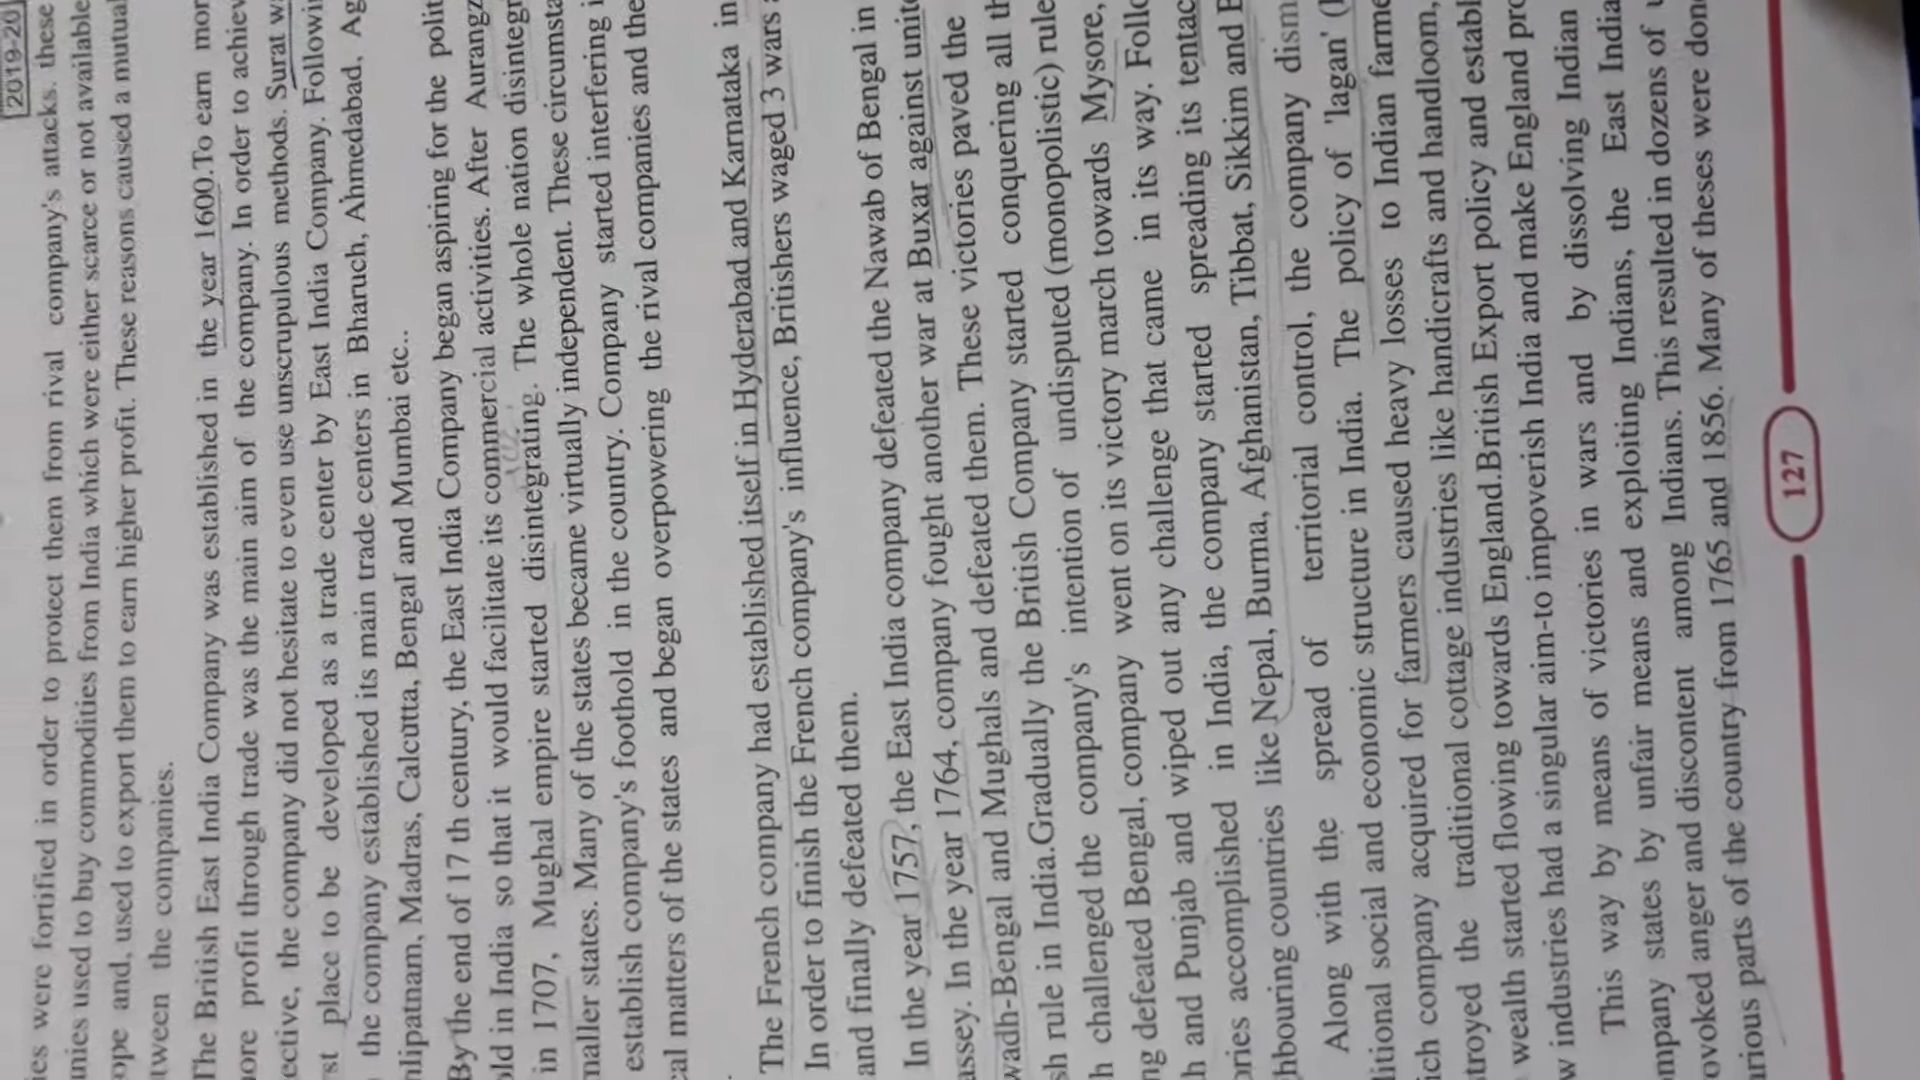 2019-20
ies were fortified in order to protect them from rival company's attacks. these
unies used to buy commodities from India which were either scarce or not available
ope and, used to export them to earn higher profit. These reasons caused a mutual
tween the companies.
The British East India Company was established in the year 1600.To earn mor
ore profit through trade was the main aim of the company. In order to achiev
ective, the company did not hesitate to even use unscrupulous methods. Surat w
rst place to be developed as a trade center by East India Company. Followi
the company established its main trade centers in Bharuch, Ahmedabad, Ag
hlipatnam, Madras, Calcutta, Bengal and Mumbai etc..
By the end of 17 th century, the East India Company began aspiring for the polit
old in India so that it would facilitate its commercial activities. After Aurangz
in 1707, Mughal empire started disintegrating. The whole nation disintegr
maller states. Many of the states became virtually independent. These circumsta
establish company's foothold in the country. Company started interfering i
cal matters of the states and began overpowering the rival companies and the
The French company had established itself in Hyderabad and Karnataka in
In order to finish the French company's influence, Britishers waged 3 wars
and finally defeated them.
In the year 1757, the East India company defeated the Nawab of Bengal in
assey. In the year 1764, company fought another war at Buxar against unite
wadh-Bengal and Mughals and defeated them. These victories paved the
sh rule in India.Gradually the British Company started conquering all th
h challenged the company's intention of undisputed (monopolistic) rule
ng defeated Bengal, company went on its victory march towards Mysore,
h and Punjab and wiped out any challenge that came in its way. Follo
ories accomplished in India, the company started spreading its tentac
hbouring countries like Nepal, Burma, Afghanistan, Tibbat, Sikkim and B
Along with the spread of territorial control, the company dism
litional social and economic structure in India. The policy of 'lagan' (l
ich company acquired for farmers caused heavy losses to Indian farme
troyed the traditional cottage industries like handicrafts and handloom,
wealth started flowing towards England.British Export policy and establ
w industries had a singular aim-to impoverish India and make England pro
This way by means of victories in wars and by dissolving Indian
mpany states by unfair means and exploiting Indians, the East India
ovoked anger and discontent among Indians. This resulted in dozens of
arious parts of the country from 1765 and 1856. Many of theses were don
127